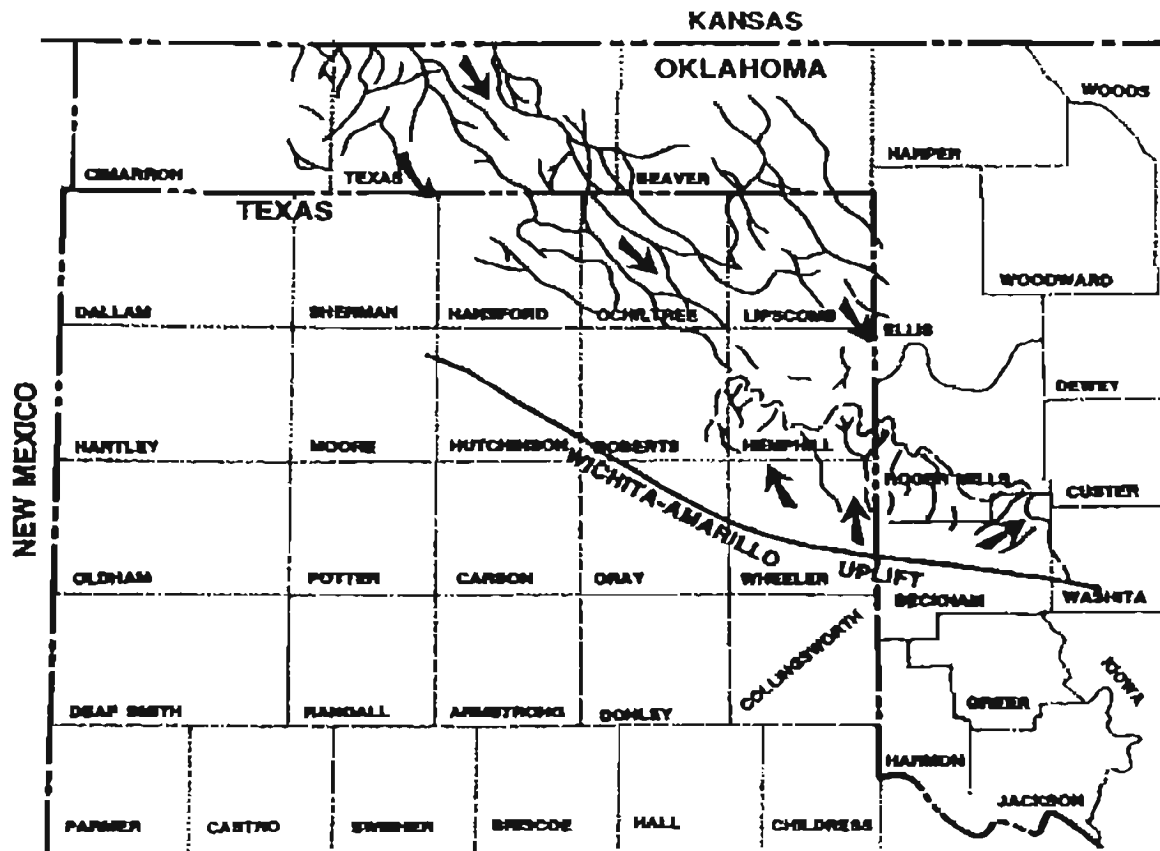 KANSAS
OKLAHOMA
WOODS
HARPER
CIMARRON
TEXAS
BEAVER
TEXAS
WOODWARD
DALLAM
SHERMAN
HANSFORD
OCHILTREE
LIPSCOMB
ELLIS
DEWEY
NEW MEXICO
HARTLEY
MOORE
HUTCHINSON
ROBERTS
HEMPHILL
ROGER MILLS
CUSTER
WICHITA-AMARILLO
UPLIFT
OLDHAM
POTTER
CARSON
GRAY
WHEELER
BECKHAM
WASHITA
COLLINGSWORTH
KIOWA
DEAF SMITH
RANDALL
ARMSTRONG
DONLEY
GREER
HARMON
JACKSON
PARMER
CASTRO
SWISHER
BRISCOE
HALL
CHILDRESS